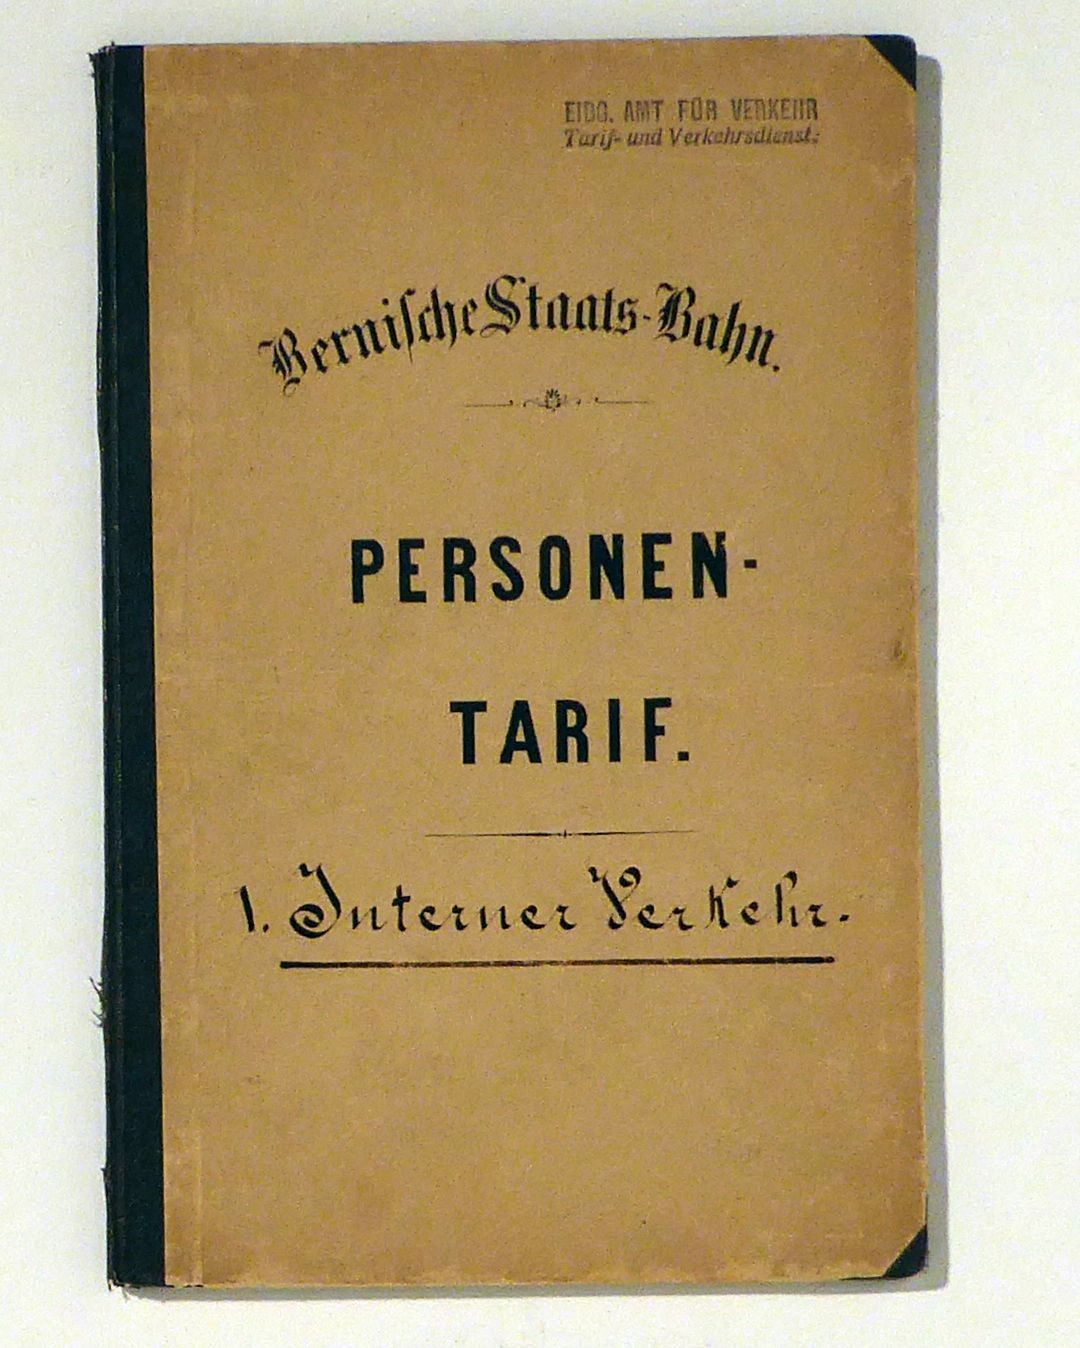 EIDG. AMT FÜR VERKEHR
Tarif- und Verkehrsdienst.
Bernische Staats-Bahn.
PERSONEN-
TARIF.
1. Interner Verkehr.